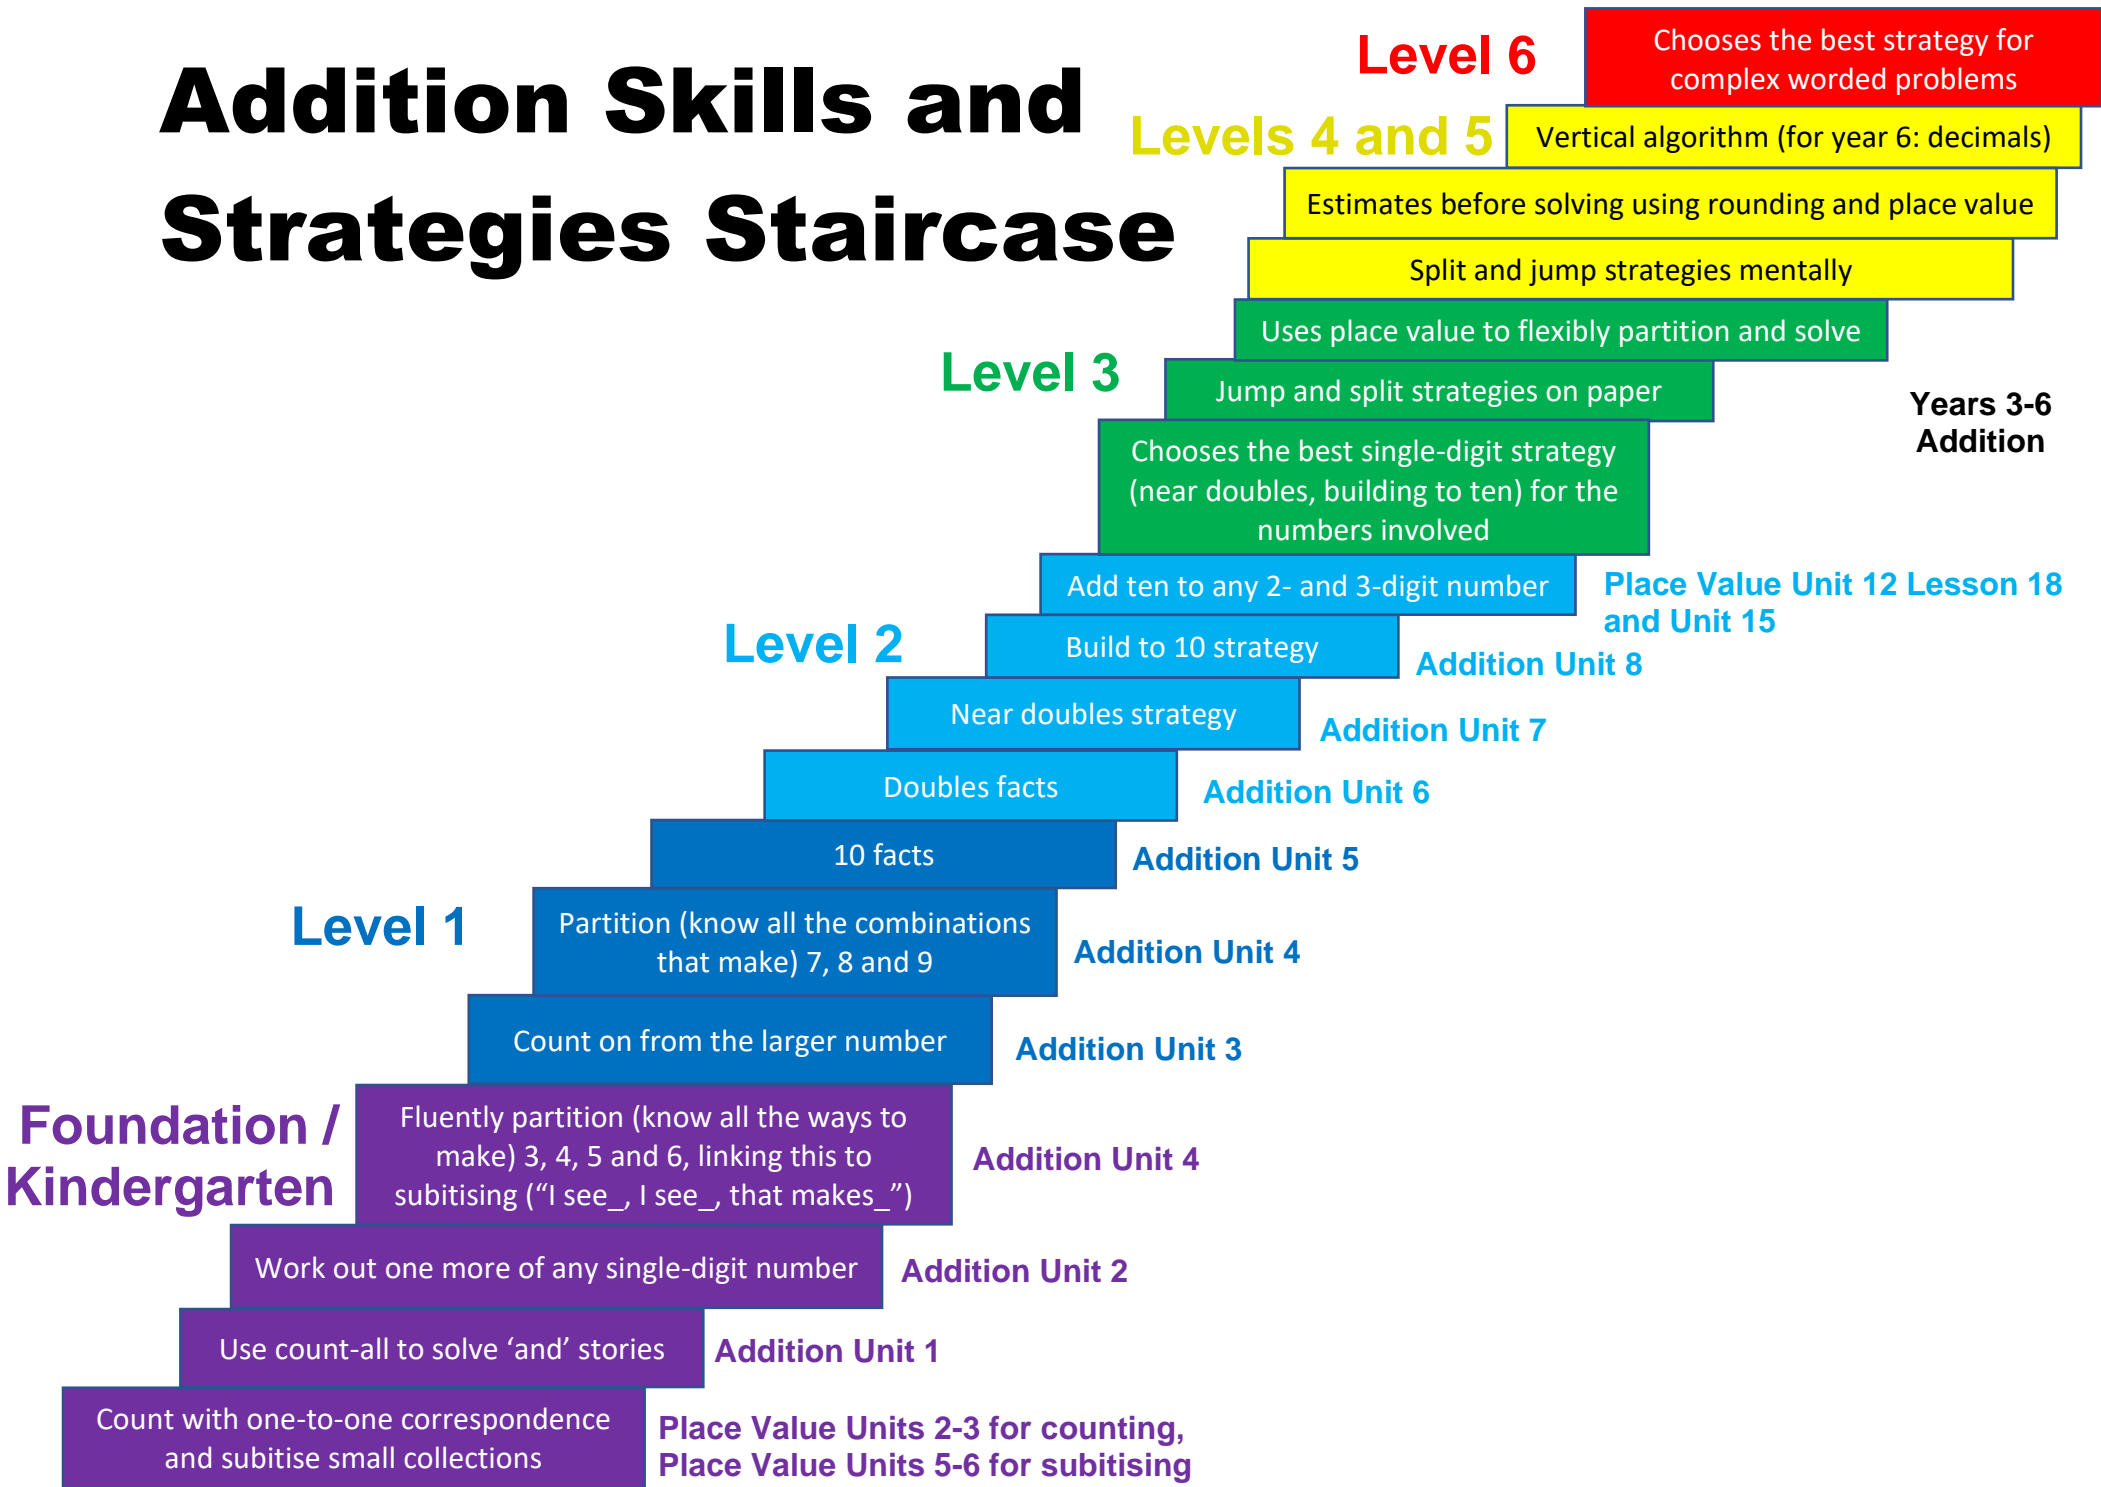 Addition Skills and
Strategies Staircase
Level 6
Chooses the best strategy for
complex worded problems
Levels 4 and 5
Vertical algorithm (for year 6: decimals)
Estimates before solving using rounding and place value
Split and jump strategies mentally
Uses place value to flexibly partition and solve
Level 3
Jump and split strategies on paper
Years 3-6
Addition
Chooses the best single-digit strategy
(near doubles, building to ten) for the
numbers involved
Add ten to any 2- and 3-digit number
Place Value Unit 12 Lesson 18
and Unit 15
Level 2
Build to 10 strategy
Addition Unit 8
Near doubles strategy
Addition Unit 7
Doubles facts
Addition Unit 6
10 facts
Addition Unit 5
Level 1
Partition (know all the combinations
that make) 7, 8 and 9
Addition Unit 4
Count on from the larger number
Addition Unit 3
Foundation /
Kindergarten
Fluently partition (know all the ways to
make) 3, 4, 5 and 6, linking this to
subitising (“I see_, I see_, that makes_”)
Addition Unit 4
Work out one more of any single-digit number
Addition Unit 2
Use count-all to solve ‘and’ stories
Addition Unit 1
Count with one-to-one correspondence
and subitise small collections
Place Value Units 2-3 for counting,
Place Value Units 5-6 for subitising